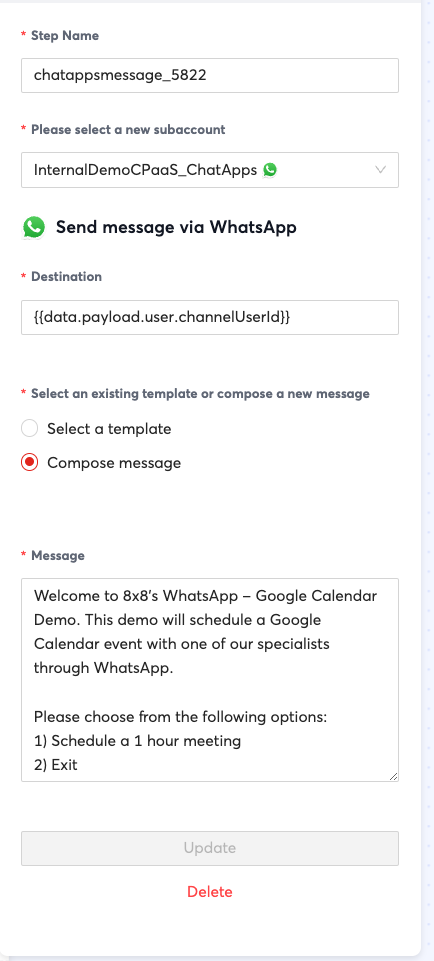 * Step Name
chatappsmessage_5822
* Please select a new subaccount
InternalDemoCPaaS_ChatApps
Send message via WhatsApp
* Destination
{{data.payload.user.channelUserId}}
* Select an existing template or compose a new message
Select a template
Compose message
* Message
Welcome to 8x8's WhatsApp – Google Calendar
Demo. This demo will schedule a Google
Calendar event with one of our specialists
through WhatsApp.
Please choose from the following options:
1) Schedule a 1 hour meeting
2) Exit
Update
Delete